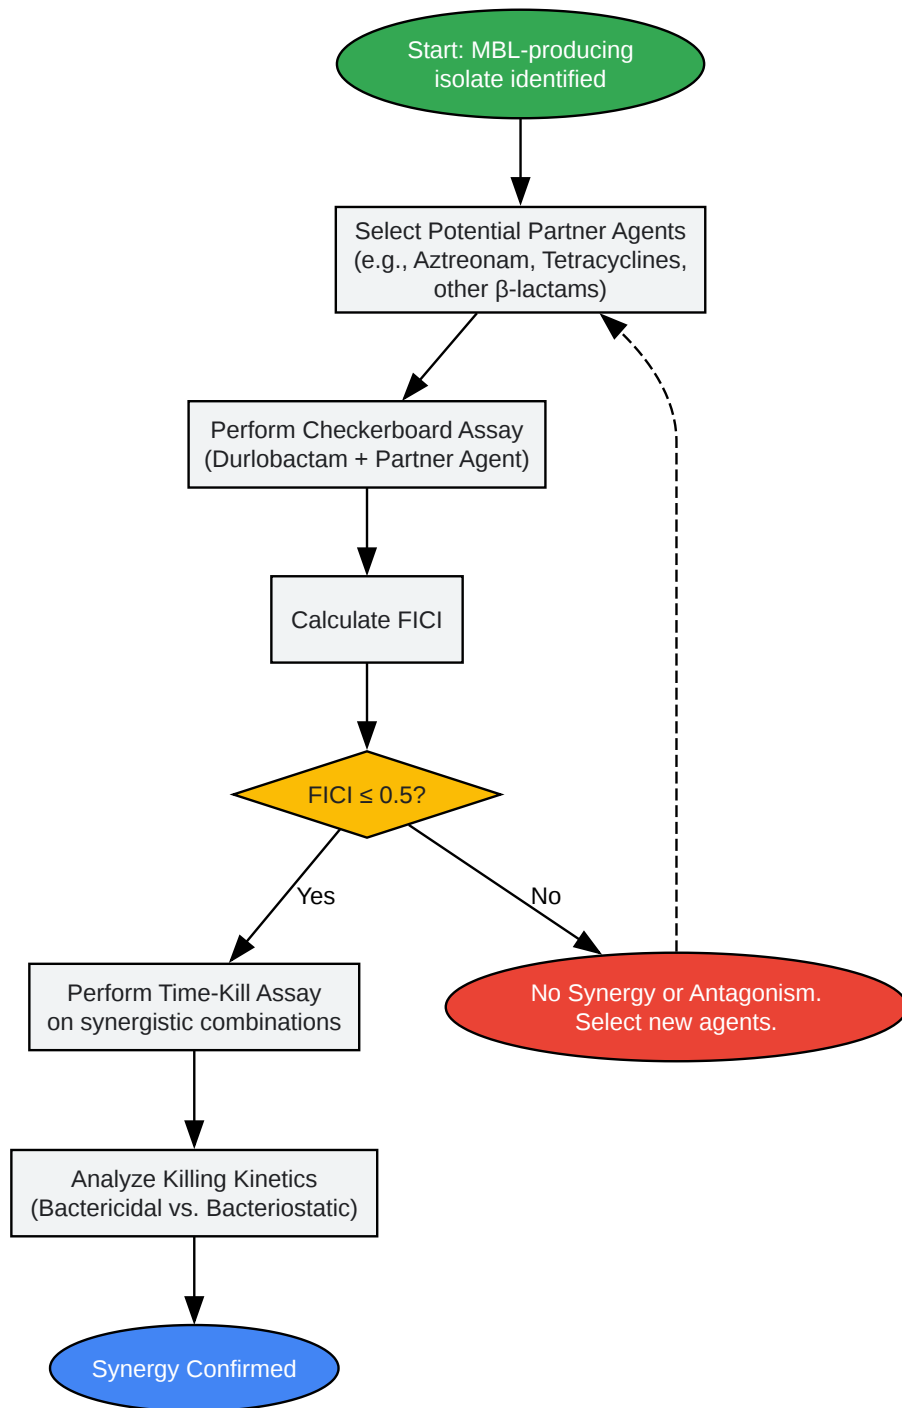 Start: MBL-producing
isolate identified
Select Potential Partner Agents
(e.g., Aztreonam, Tetracyclines,
other β-lactams)
Perform Checkerboard Assay
(Durlobactam + Partner Agent)
Calculate FICI
FICI ≤ 0.5?
Yes
No
Perform Time-Kill Assay
on synergistic combinations
No Synergy or Antagonism.
Select new agents.
Analyze Killing Kinetics
(Bactericidal vs. Bacteriostatic)
Synergy Confirmed